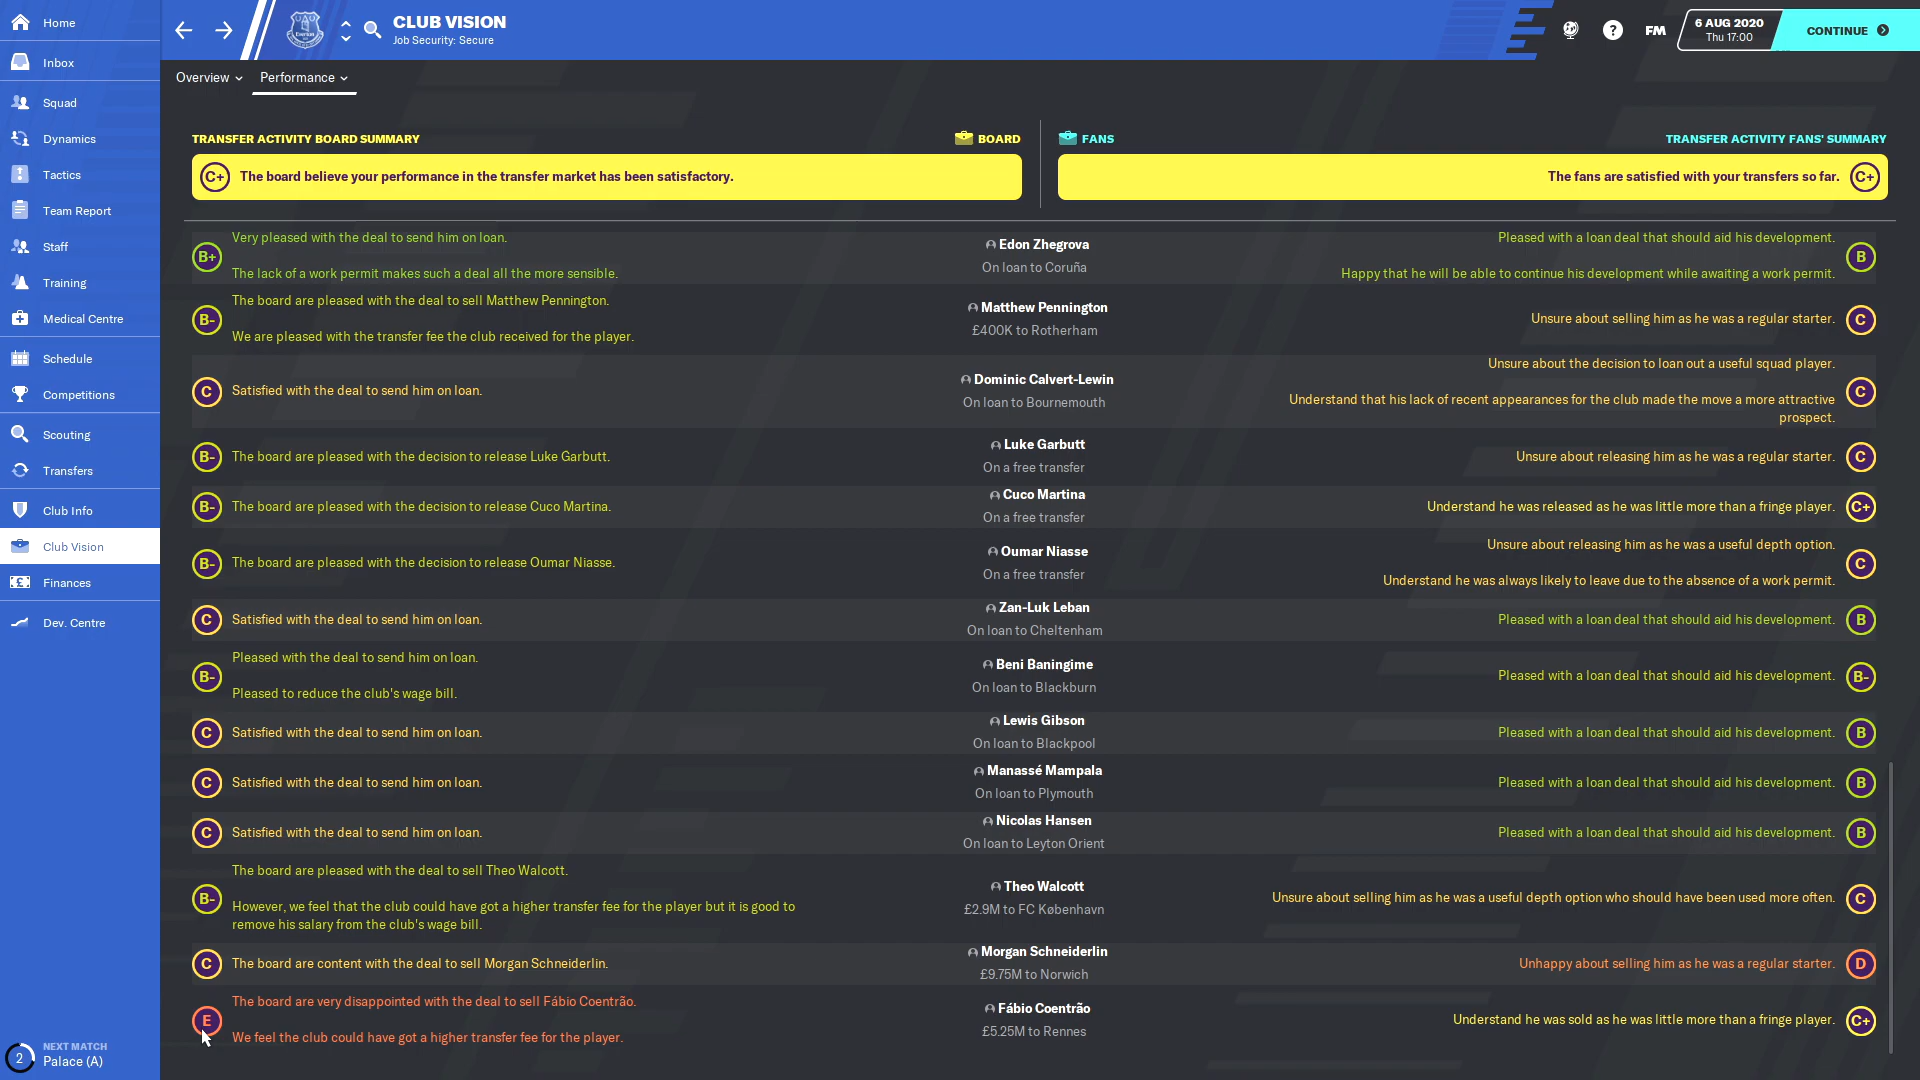 Home
Inbox
Squad
Dynamics
Tactics
Team Report
Staff
Training
Medical Centre
Schedule
Competitions
Scouting
Transfers
Club Info
Club Vision
Finances
Dev. Centre
2
NEXT MATCH
Palace (A)
CLUB VISION
Job Security: Secure
?
FM
6 AUG 2020
Thu 17:00
CONTINUE
Overview
Performance
TRANSFER ACTIVITY BOARD SUMMARY
BOARD
FANS
TRANSFER ACTIVITY FANS' SUMMARY
C+ The board believe your performance in the transfer market has been satisfactory.
The fans are satisfied with your transfers so far. C+
B+
Very pleased with the deal to send him on loan.
The lack of a work permit makes such a deal all the more sensible.
Edon Zhegrova
On loan to Coruña
Pleased with a loan deal that should aid his development.
Happy that he will be able to continue his development while awaiting a work permit.
B
B-
The board are pleased with the deal to sell Matthew Pennington.
We are pleased with the transfer fee the club received for the player.
Matthew Pennington
£400K to Rotherham
Unsure about selling him as he was a regular starter.
C
C
Satisfied with the deal to send him on loan.
Dominic Calvert-Lewin
On loan to Bournemouth
Unsure about the decision to loan out a useful squad player.
Understand that his lack of recent appearances for the club made the move a more attractive
prospect.
C
B-
The board are pleased with the decision to release Luke Garbutt.
Luke Garbutt
On a free transfer
Unsure about releasing him as he was a regular starter.
C
B-
The board are pleased with the decision to release Cuco Martina.
Cuco Martina
On a free transfer
Understand he was released as he was little more than a fringe player.
C+
B-
The board are pleased with the decision to release Oumar Niasse.
Oumar Niasse
On a free transfer
Unsure about releasing him as he was a useful depth option.
Understand he was always likely to leave due to the absence of a work permit.
C
C
Satisfied with the deal to send him on loan.
Zan-Luk Leban
On loan to Cheltenham
Pleased with a loan deal that should aid his development.
B
B-
Pleased with the deal to send him on loan.
Pleased to reduce the club's wage bill.
Beni Baningime
On loan to Blackburn
Pleased with a loan deal that should aid his development.
B-
C
Satisfied with the deal to send him on loan.
Lewis Gibson
On loan to Blackpool
Pleased with a loan deal that should aid his development.
B
C
Satisfied with the deal to send him on loan.
Manassé Mampala
On loan to Plymouth
Pleased with a loan deal that should aid his development.
B
C
Satisfied with the deal to send him on loan.
Nicolas Hansen
On loan to Leyton Orient
Pleased with a loan deal that should aid his development.
B
B-
The board are pleased with the deal to sell Theo Walcott.
However, we feel that the club could have got a higher transfer fee for the player but it is good to
remove his salary from the club's wage bill.
Theo Walcott
£2.9M to FC København
Unsure about selling him as he was a useful depth option who should have been used more often.
C
C
The board are content with the deal to sell Morgan Schneiderlin.
Morgan Schneiderlin
£9.75M to Norwich
Unhappy about selling him as he was a regular starter.
D
E
The board are very disappointed with the deal to sell Fábio Coentrão.
We feel the club could have got a higher transfer fee for the player.
Fábio Coentrão
£5.25M to Rennes
Understand he was sold as he was little more than a fringe player.
C+